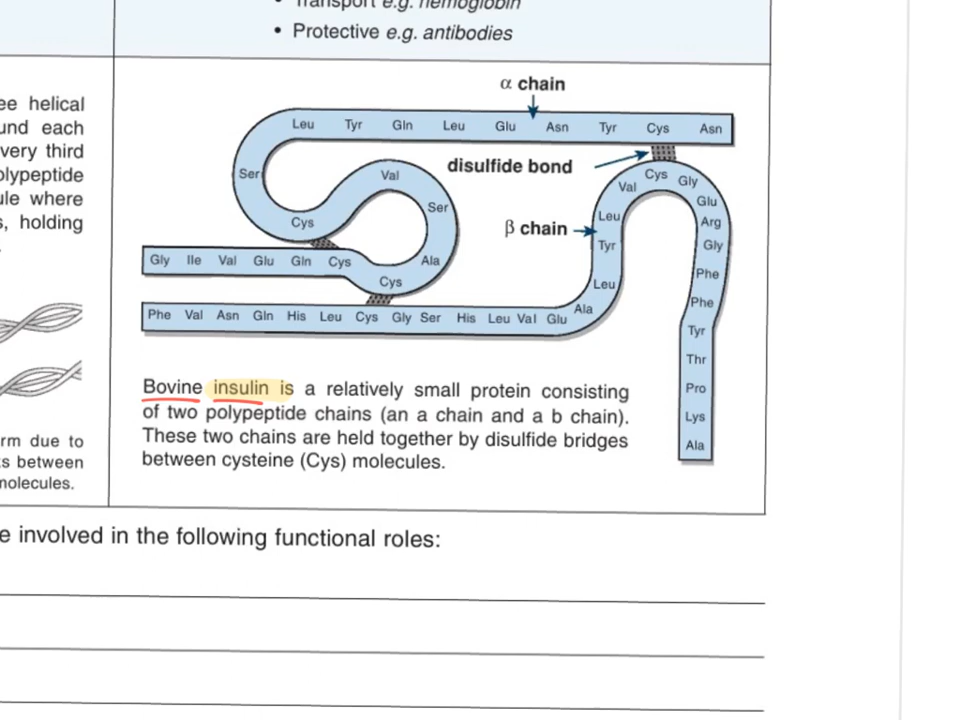 Transport e.g. hemoglobin
• Protective e.g. antibodies
ee helical
und each
very third
olypeptide
ule where
s, holding
α chain
Leu Tyr Gln Leu Glu Asn Tyr Cys Asn
disulfide bond
Ser
Val
Ser
Cys
Ala
Cys
Gly Ile Val Glu Gln Cys
β chain
Phe Val Asn Gln His Leu Cys Gly Ser His Leu Val Glu Ala
Leu
Tyr
Leu
Val
Cys
Gly
Glu
Arg
Gly
Phe
Phe
Tyr
Thr
Pro
Lys
Ala
Bovine insulin is a relatively small protein consisting
of two polypeptide chains (an a chain and a b chain).
These two chains are held together by disulfide bridges
between cysteine (Cys) molecules.
rm due to
s between
molecules.
e involved in the following functional roles: